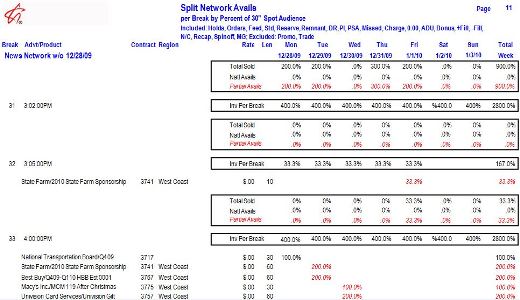 Split Network Avails
Page 11
per Break by Percent of 30" Spot Audience
Included: Holds, Orders, Feed, Std, Reserve, Remnant, DR, PI, PSA, Missed, Charge, 0.00, ADU, Bonus, +Fill, Fill,
N/C, Recap, Spinoff, MG; Excluded: Promo, Trade
Break Advt/Product Contract Region Rate Len Mon Tue Wed Thu Fri Sat Sun Total
News Network w/o 12/28/09 12/28/09 12/29/09 12/30/09 12/31/09 1/1/10 1/2/10 1/3/10 Week
Total Sold 200.0% 200.0% .0% 300.0% 200.0% .0% .0% 900.0%
Natl Avails .0% .0% .0% .0% .0% .0% .0% .0%
Partial Avails 200.0% 200.0% .0% 300.0% 200.0% .0% .0% 900.0%
31 3:02:00PM Inv Per Break 400.0% 400.0% 400.0% 400.0% 400.0% %400.0 400% 2800.0%
Total Sold .0% .0% .0% .0% .0% .0% .0% .0%
Natl Avails .0% .0% .0% .0% .0% .0% .0% .0%
Partial Avails .0% .0% .0% .0% .0% .0% .0% .0%
32 3:05:00PM Inv Per Break 33.3% 33.3% 33.3% 33.3% 33.3% 167.0%
State Farm/2010 State Farm Sponsorship 3741 West Coast $.00 10 33.3% 33.3%
Total Sold .0% .0% .0% .0% 33.3% .0% .0% 33.3%
Natl Avails .0% .0% .0% .0% .0% .0% .0% .0%
Partial Avails .0% .0% .0% .0% 33.3% .0% .0% 33.3%
33 4:00:00PM Inv Per Break 400.0% 400.0% 400.0% 400.0% 400.0% %400.0 400% 2800.0%
National Transportation Board/Q4 09 3717 $.00 30 100.0% 100.0%
State Farm/2010 State Farm Sponsorship 3741 West Coast $.00 60 200.0% 200.0%
Best Buy/Q409-Q110 HBB Est 0001 3767 West Coast $.00 60 200.0% 200.0%
Macy's Inc./MCM119 After Christmas 3775 West Coast $.00 30 100.0% 100.0%
Univision Card Services/Univision Gift 3757 West Coast $.00 60 200.0% 200.0%